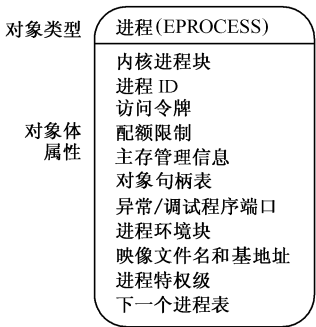 对象类型
进程(EPROCESS)
对象体
属性
内核进程块
进程 ID
访问令牌
配额限制
主存管理信息
对象句柄表
异常/调试程序端口
进程环境块
映像文件名和基地址
进程特权级
下一个进程表